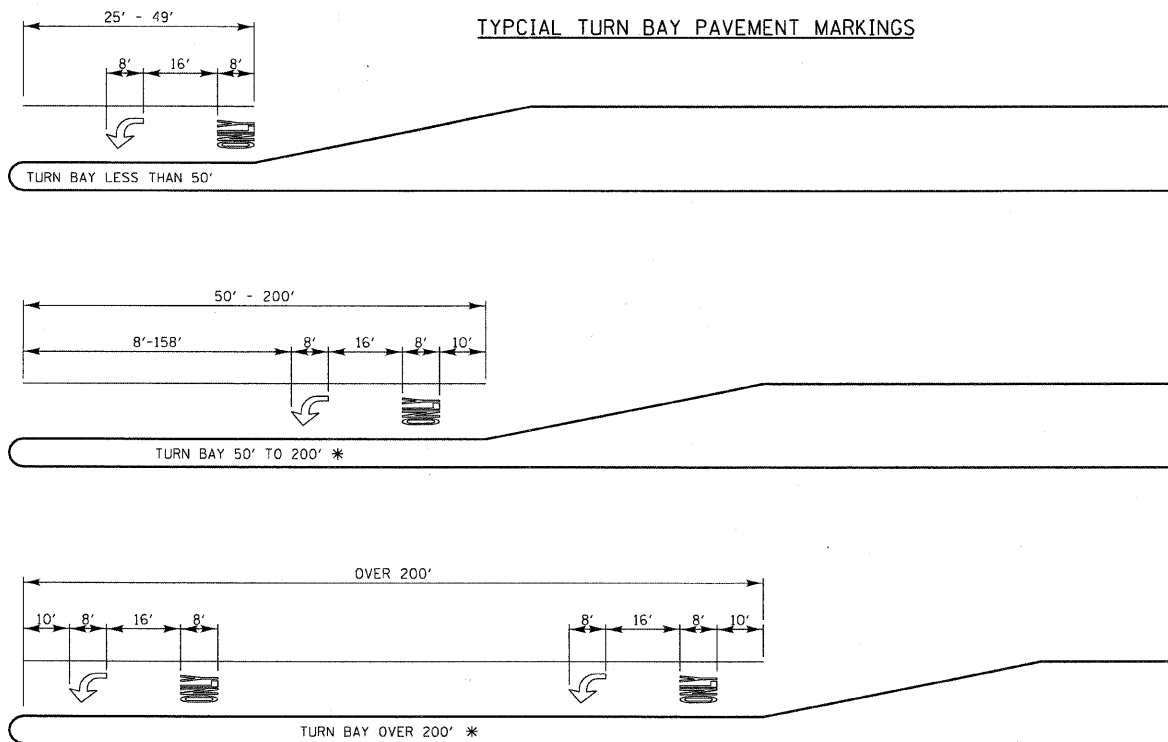 TYPCIAL TURN BAY PAVEMENT MARKINGS
25' - 49'
8' 16' 8'
ONLY
TURN BAY LESS THAN 50'
50' - 200'
8'-158' 8' 16' 8' 10'
ONLY
TURN BAY 50' TO 200' *
OVER 200'
10' 8' 16' 8' 8' 16' 8' 10'
ONLY ONLY
TURN BAY OVER 200' *